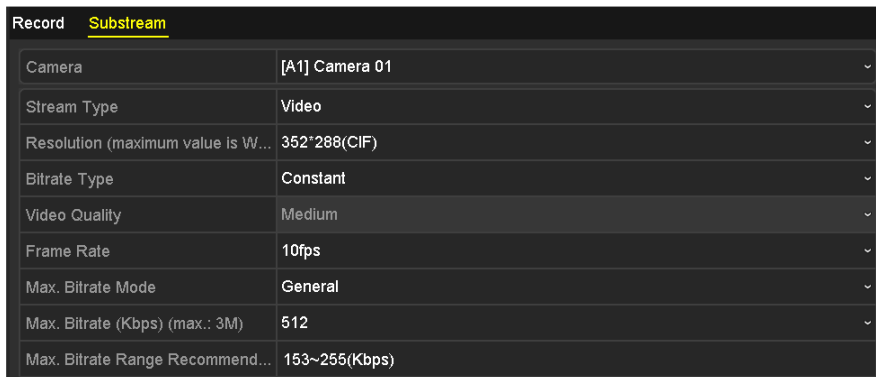 Record Substream
Camera [A1] Camera 01
Stream Type Video
Resolution (maximum value is W... 352*288(CIF)
Bitrate Type Constant
Video Quality Medium
Frame Rate 10fps
Max. Bitrate Mode General
Max. Bitrate (Kbps) (max.: 3M) 512
Max. Bitrate Range Recommend... 153~255(Kbps)